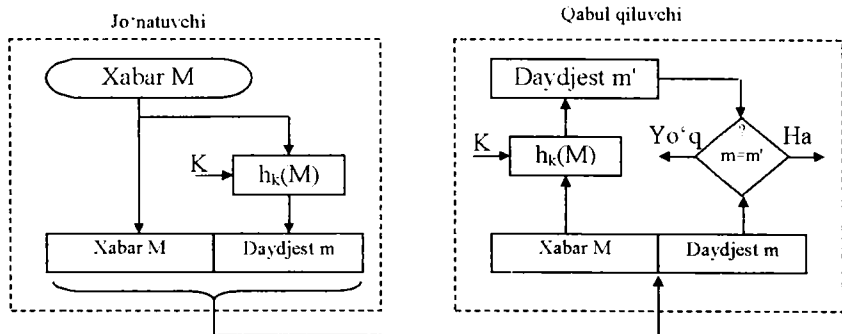 Jo‘natuvchi
Xabar M
K
hₖ(M)
Xabar M
Daydjest m
Qabul qiluvchi
Daydjest m'
K
hₖ(M)
Yo‘q
?
m=m'
Ha
Xabar M
Daydjest m